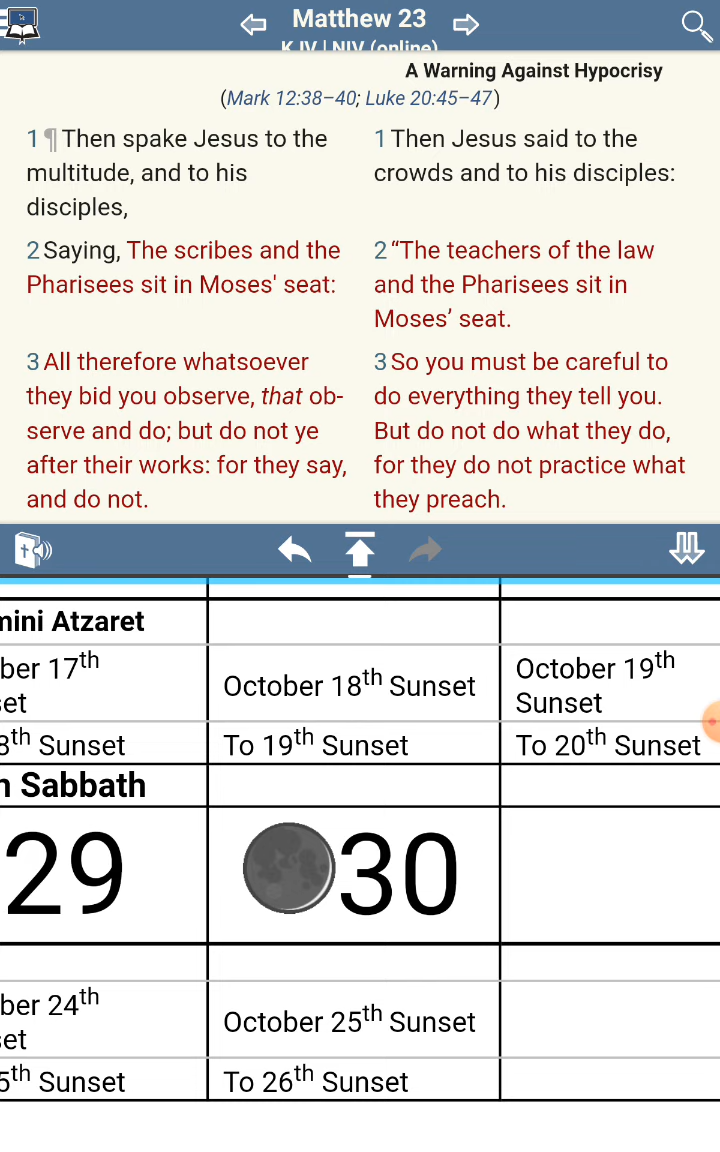 Matthew 23
KJV | NIV (online)
A Warning Against Hypocrisy
(Mark 12:38–40; Luke 20:45–47)
1 ¶ Then spake Jesus to the
multitude, and to his
disciples,
1 Then Jesus said to the
crowds and to his disciples:
2 Saying, The scribes and the
Pharisees sit in Moses' seat:
2 “The teachers of the law
and the Pharisees sit in
Moses’ seat.
3 All therefore whatsoever
they bid you observe, that ob-
serve and do; but do not ye
after their works: for they say,
and do not.
3 So you must be careful to
do everything they tell you.
But do not do what they do,
for they do not practice what
they preach.
mini Atzaret
ber 17th
set
October 18th Sunset
October 19th
Sunset
8th Sunset
To 19th Sunset
To 20th Sunset
h Sabbath
29
30
ber 24th
set
October 25th Sunset
5th Sunset
To 26th Sunset